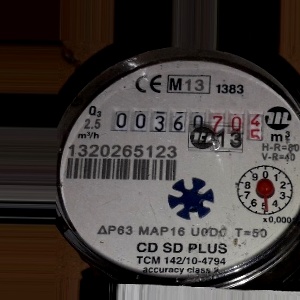 CE M13 1383
Q3
2.5
m³/h
00360704
m³
5
13
H-R=80
V-R=40
1320265123
x0,0001
ΔP63 MAP16 U0D0 T=50
CD SD PLUS
TCM 142/10-4794
accuracy class 2